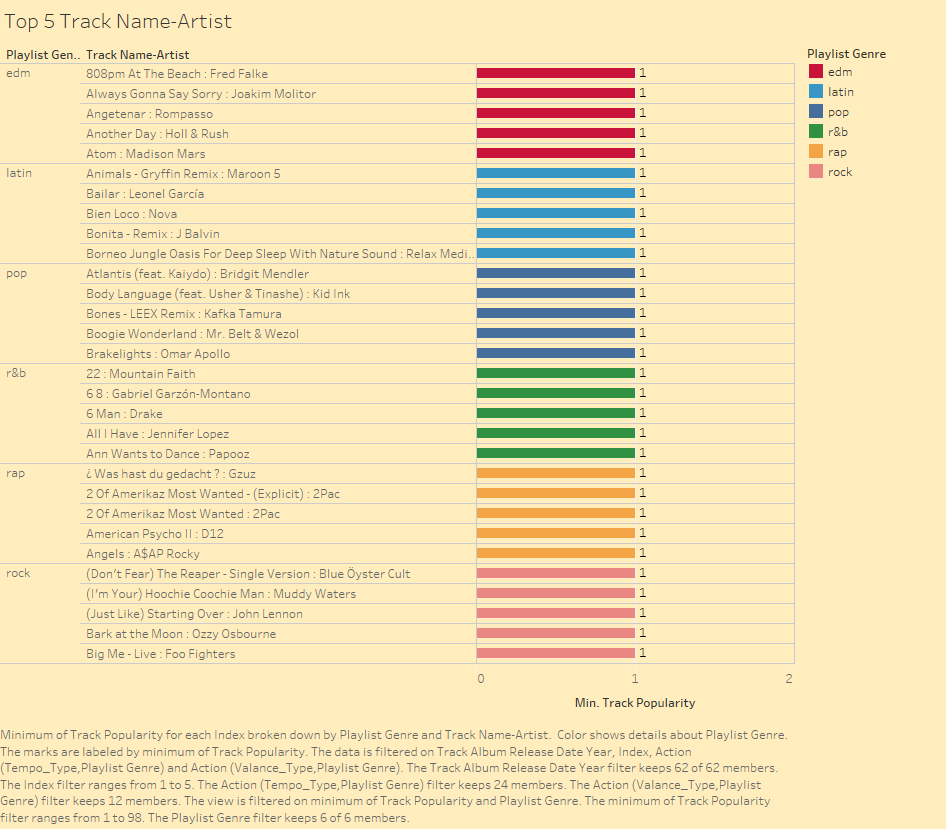 Top 5 Track Name-Artist
Playlist Gen.. Track Name-Artist
Playlist Genre
edm 808pm At The Beach : Fred Falke 1
edm
Always Gonna Say Sorry : Joakim Molitor 1
latin
Angetenar : Rompasso 1
pop
Another Day : Holl & Rush 1
r&b
Atom : Madison Mars 1
rap
latin Animals - Gryffin Remix : Maroon 5 1
rock
Bailar : Leonel García 1
Bien Loco : Nova 1
Bonita - Remix : J Balvin 1
Borneo Jungle Oasis For Deep Sleep With Nature Sound : Relax Medi.. 1
pop Atlantis (feat. Kaiydo) : Bridgit Mendler 1
Body Language (feat. Usher & Tinashe) : Kid Ink 1
Bones - LEEX Remix : Kafka Tamura 1
Boogie Wonderland : Mr. Belt & Wezol 1
Brakelights : Omar Apollo 1
r&b 22 : Mountain Faith 1
6 8 : Gabriel Garzón-Montano 1
6 Man : Drake 1
All I Have : Jennifer Lopez 1
Ann Wants to Dance : Papooz 1
rap ¿ Was hast du gedacht ? : Gzuz 1
2 Of Amerikaz Most Wanted - (Explicit) : 2Pac 1
2 Of Amerikaz Most Wanted : 2Pac 1
American Psycho II : D12 1
Angels : A$AP Rocky 1
rock (Don't Fear) The Reaper - Single Version : Blue Öyster Cult 1
(I'm Your) Hoochie Coochie Man : Muddy Waters 1
(Just Like) Starting Over : John Lennon 1
Bark at the Moon : Ozzy Osbourne 1
Big Me - Live : Foo Fighters 1
0 1 2
Min. Track Popularity
Minimum of Track Popularity for each Index broken down by Playlist Genre and Track Name-Artist. Color shows details about Playlist Genre.
The marks are labeled by minimum of Track Popularity. The data is filtered on Track Album Release Date Year, Index, Action
(Tempo_Type,Playlist Genre) and Action (Valance_Type,Playlist Genre). The Track Album Release Date Year filter keeps 62 of 62 members.
The Index filter ranges from 1 to 5. The Action (Tempo_Type,Playlist Genre) filter keeps 24 members. The Action (Valance_Type,Playlist
Genre) filter keeps 12 members. The view is filtered on minimum of Track Popularity and Playlist Genre. The minimum of Track Popularity
filter ranges from 1 to 98. The Playlist Genre filter keeps 6 of 6 members.